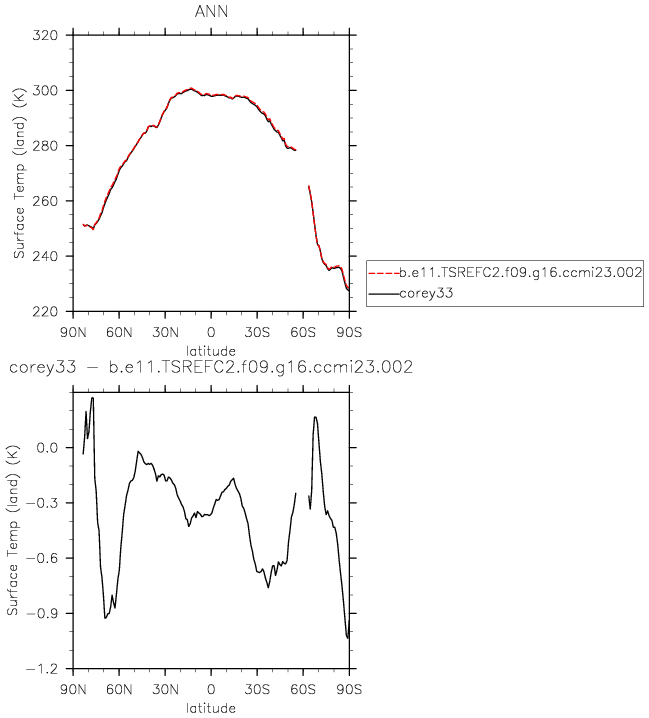 ANN
320
300
280
260
240
220
Surface Temp (land) (K)
90N 60N 30N 0 30S 60S 90S
latitude
b.e11.TSREFC2.f09.g16.ccmi23.002
corey33
corey33 − b.e11.TSREFC2.f09.g16.ccmi23.002
0.0
−0.3
−0.6
−0.9
−1.2
Surface Temp (land) (K)
90N 60N 30N 0 30S 60S 90S
latitude